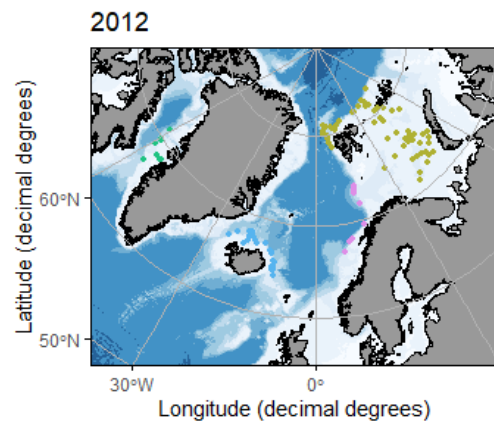 2012
Latitude (decimal degrees)
60°N
50°N
30°W
0°
Longitude (decimal degrees)